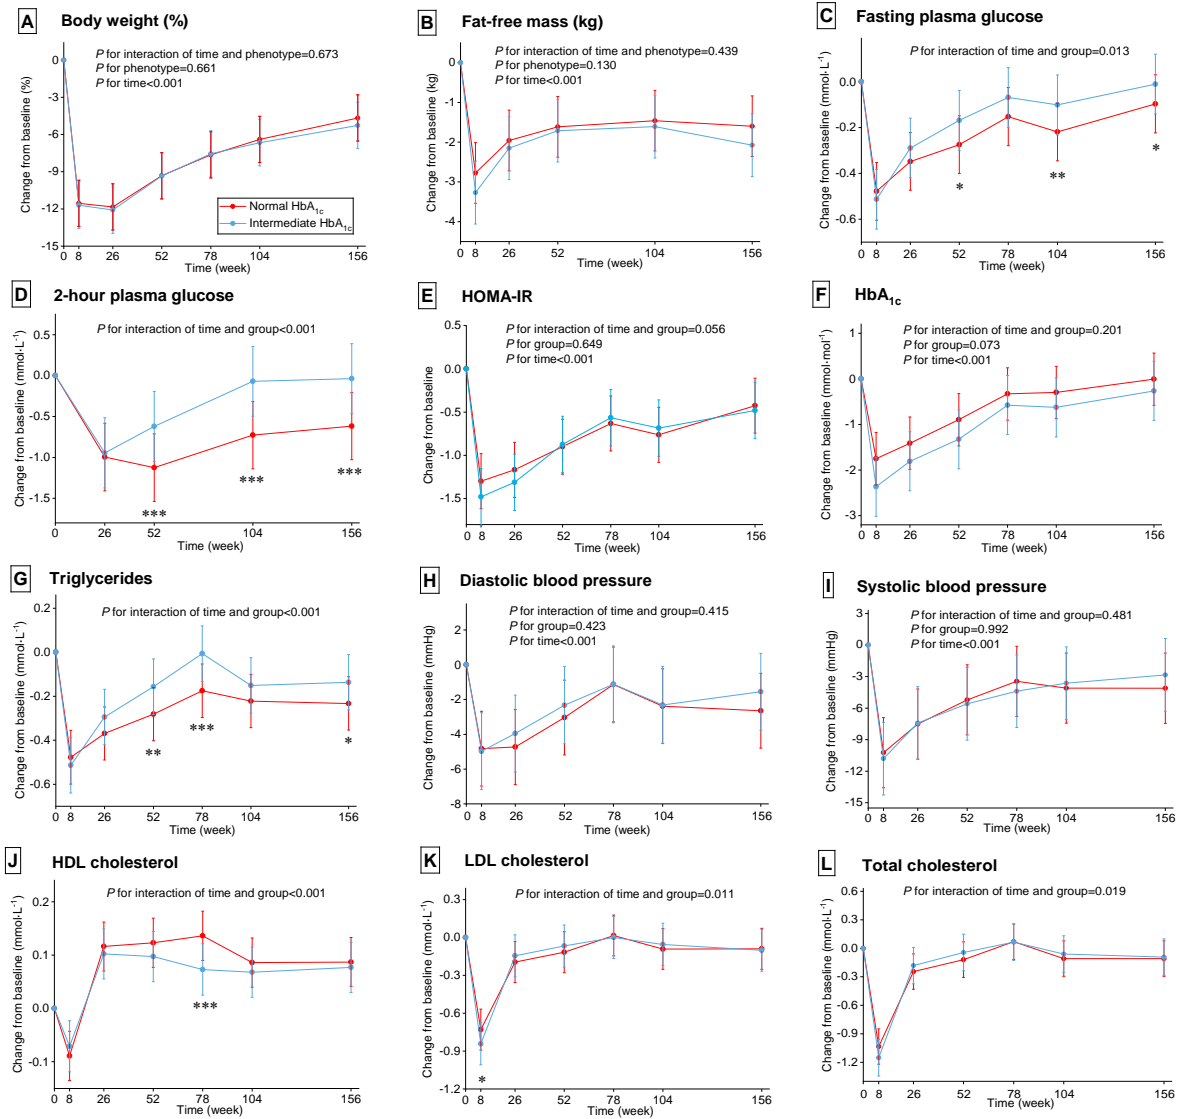 A Body weight (%)
P for interaction of time and phenotype=0.673
P for phenotype=0.661
P for time<0.001
Change from baseline (%)
0
-3
-6
-9
-12
-15
Normal HbA1c
Intermediate HbA1c
0 8 26 52 78 104 156
Time (week)
B Fat-free mass (kg)
P for interaction of time and phenotype=0.439
P for phenotype=0.130
P for time<0.001
Change from baseline (kg)
0
-1
-2
-3
-4
0 8 26 52 78 104 156
Time (week)
C Fasting plasma glucose
P for interaction of time and group=0.013
Change from baseline (mmol·L-1)
0.0
-0.2
-0.4
-0.6
* ** *
0 8 26 52 78 104 156
Time (week)
D 2-hour plasma glucose
P for interaction of time and group<0.001
Change from baseline (mmol·L-1)
0.5
0.0
-0.5
-1.0
-1.5
*** *** ***
0 26 52 104 156
Time (week)
E HOMA-IR
P for interaction of time and group=0.056
P for group=0.649
P for time<0.001
Change from baseline
0.5
0.0
-0.5
-1.0
-1.5
0 8 26 52 78 104 156
Time (week)
F HbA1c
P for interaction of time and group=0.201
P for group=0.073
P for time<0.001
Change from baseline (mmol·mol-1)
1
0
-1
-2
-3
0 8 26 52 78 104 156
Time (week)
G Triglycerides
P for interaction of time and group<0.001
Change from baseline (mmol·L-1)
0.2
0.0
-0.2
-0.4
-0.6
** *** *
0 8 26 52 78 104 156
Time (week)
H Diastolic blood pressure
P for interaction of time and group=0.415
P for group=0.423
P for time<0.001
Change from baseline (mmHg)
2
0
-2
-4
-6
-8
0 8 26 52 78 104 156
Time (week)
I Systolic blood pressure
P for interaction of time and group=0.481
P for group=0.992
P for time<0.001
Change from baseline (mmHg)
3
0
-3
-6
-9
-12
-15
0 8 26 52 78 104 156
Time (week)
J HDL cholesterol
P for interaction of time and group<0.001
Change from baseline (mmol·L-1)
0.2
0.1
0.0
-0.1
***
0 8 26 52 78 104 156
Time (week)
K LDL cholesterol
P for interaction of time and group=0.011
Change from baseline (mmol·L-1)
0.3
0.0
-0.3
-0.6
-0.9
-1.2
*
0 8 26 52 78 104 156
Time (week)
L Total cholesterol
P for interaction of time and group=0.019
Change from baseline (mmol·L-1)
0.6
0.3
0.0
-0.3
-0.6
-0.9
-1.2
0 8 26 52 78 104 156
Time (week)